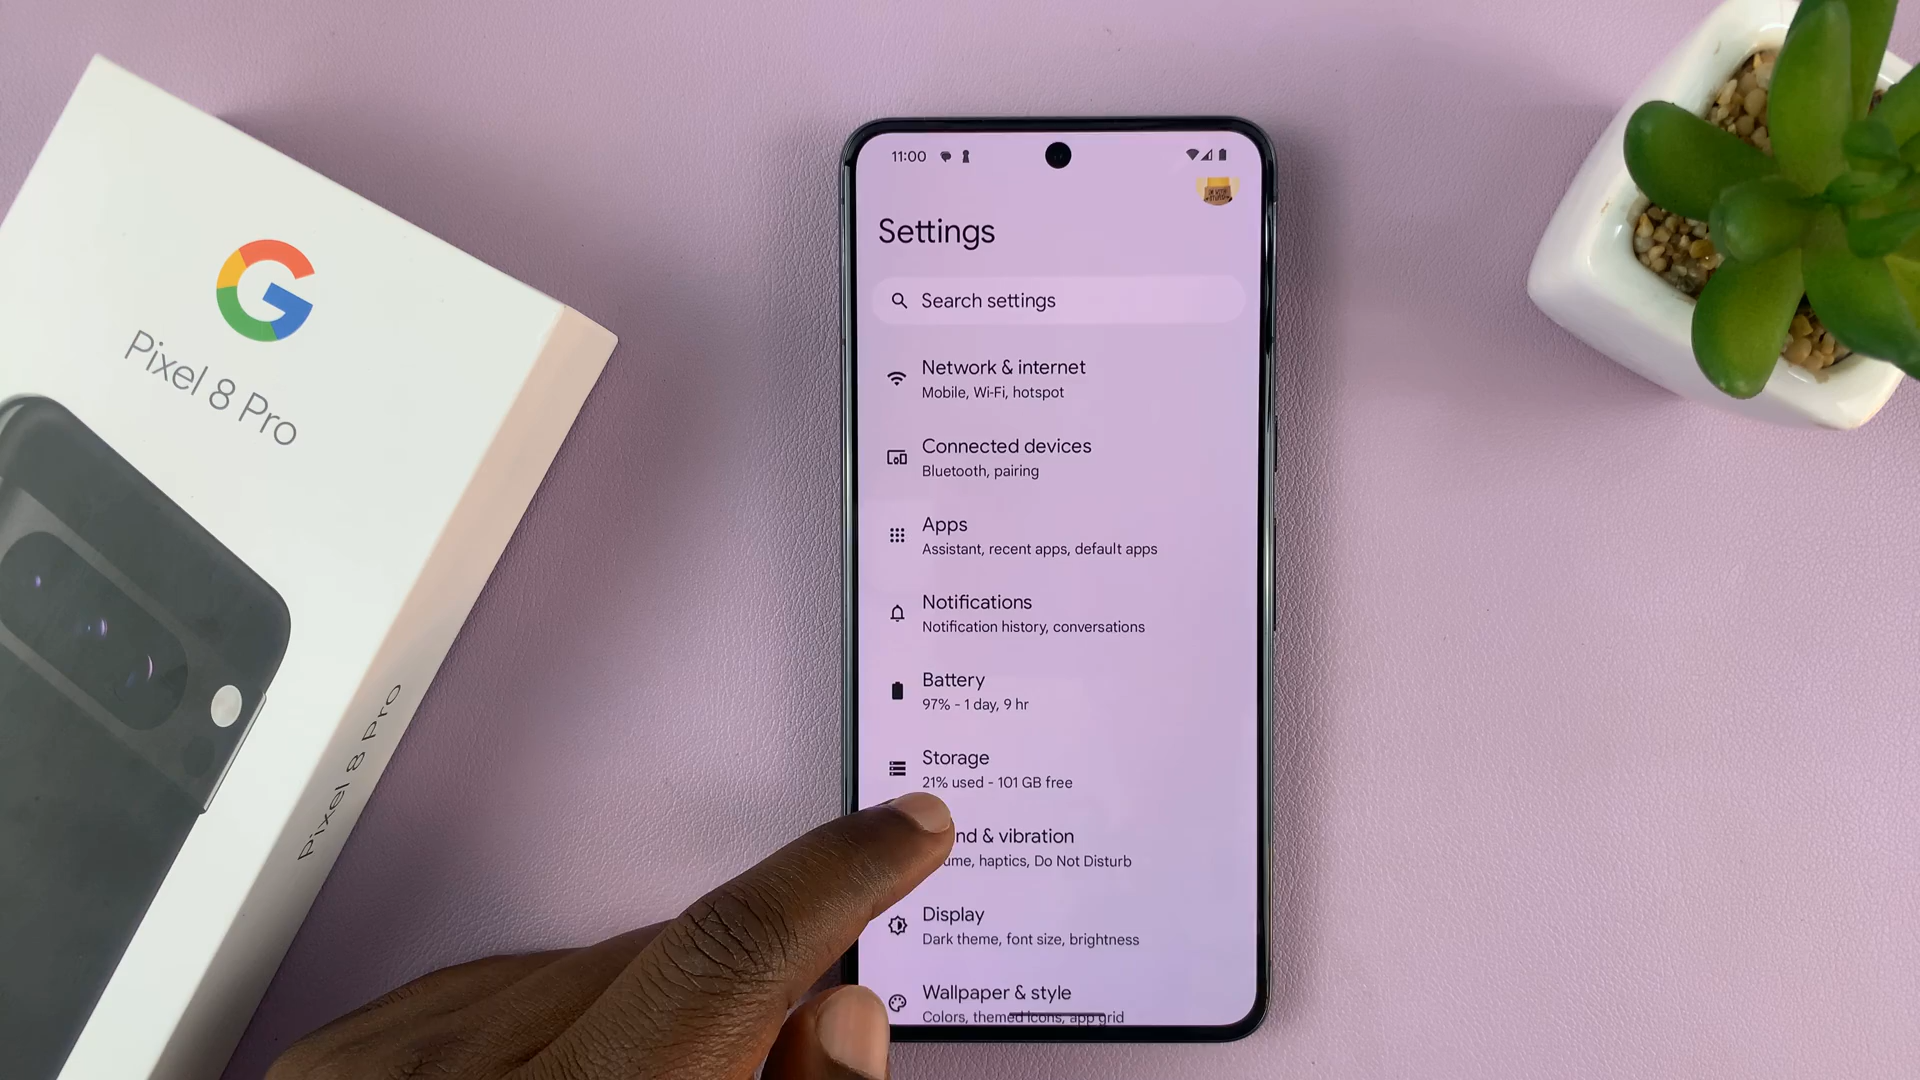 Pixel 8 Pro
Pixel 8 Pro
11:00
Settings
Search settings
Network & internet
Mobile, Wi-Fi, hotspot
Connected devices
Bluetooth, pairing
Apps
Assistant, recent apps, default apps
Notifications
Notification history, conversations
Battery
97% - 1 day, 9 hr
Storage
21% used - 101 GB free
& vibration
haptics, Do Not Disturb
Display
Dark theme, font size, brightness
Wallpaper & style
Colors, themed icons, app grid